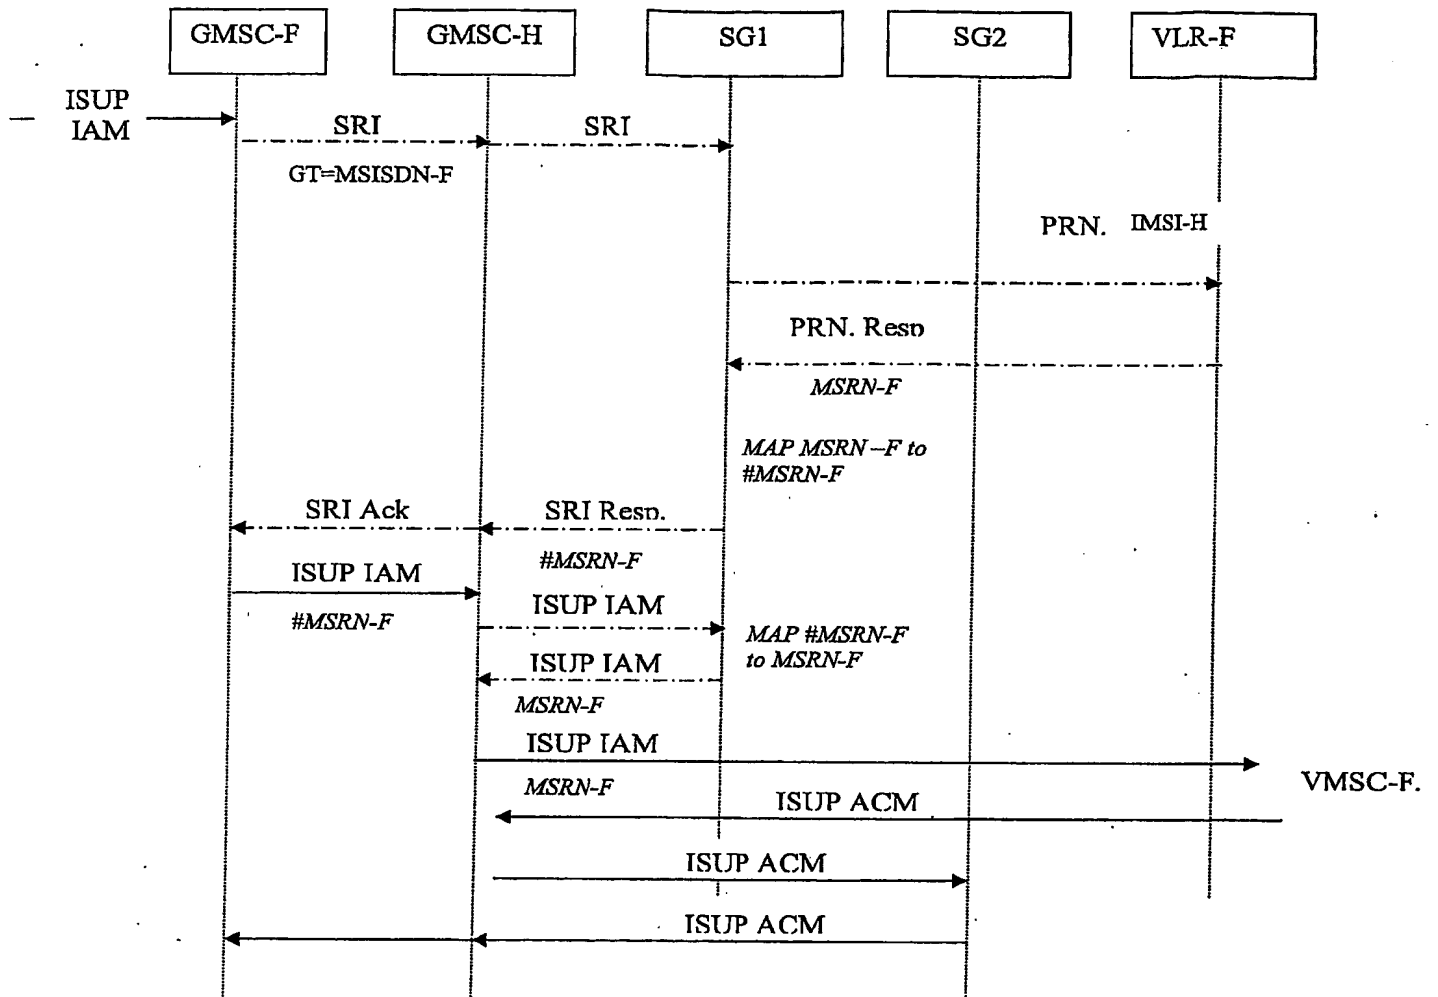 GMSC-F
GMSC-H
SG1
SG2
VLR-F
ISUP
IAM
SRI
SRI
GT=MSISDN-F
PRN. IMSI-H
PRN. Resp
MSRN-F
MAP MSRN–F to
#MSRN-F
SRI Ack
SRI Resp.
#MSRN-F
ISUP IAM
#MSRN-F
ISUP IAM
MAP #MSRN-F
to MSRN-F
ISUP IAM
MSRN-F
ISUP IAM
MSRN-F
VMSC-F.
ISUP ACM
ISUP ACM
ISUP ACM